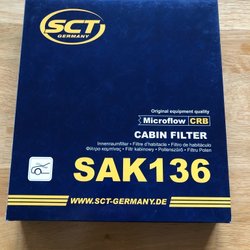 SCT
GERMANY
Original equipment quality
Microflow CRB
CABIN FILTER
Innenraumfilter • Filtre d'habitacle • Filtro de habitáculo
Φίλτρο καμπίνας • Filtr kabinowy • Pollenszűrő • Filtru Polen
SAK136
WWW.SCT-GERMANY.DE